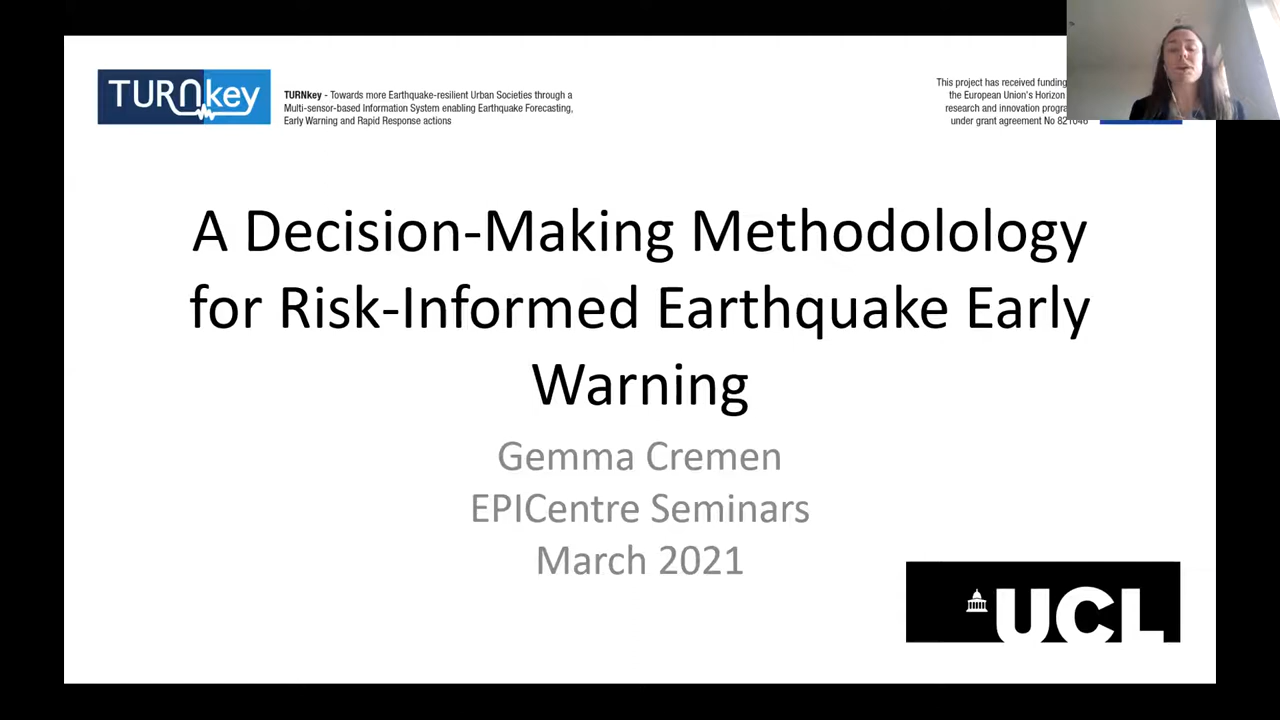 TURNkey
TURNkey - Towards more Earthquake-resilient Urban Societies through a
Multi-sensor-based Information System enabling Earthquake Forecasting,
Early Warning and Rapid Response actions
This project has received funding
the European Union's Horizon
research and innovation
under grant agreement No 821046
A Decision-Making Methodolology
for Risk-Informed Earthquake Early
Warning
Gemma Cremen
EPICentre Seminars
March 2021
UCL